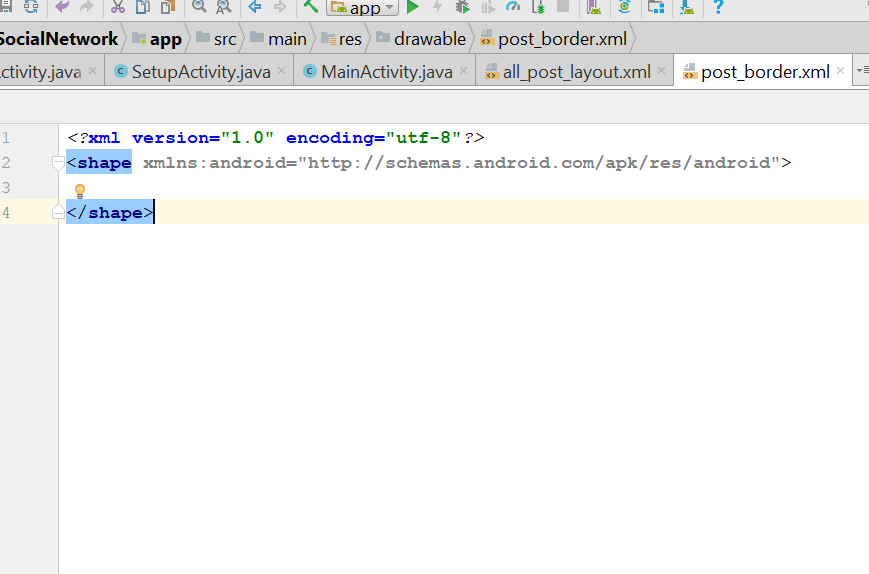 app
SocialNetwork app src main res drawable post_border.xml
ctivity.java SetupActivity.java MainActivity.java all_post_layout.xml post_border.xml
1 <?xml version="1.0" encoding="utf-8"?>
2 <shape xmlns:android="http://schemas.android.com/apk/res/android">
3
4 </shape>